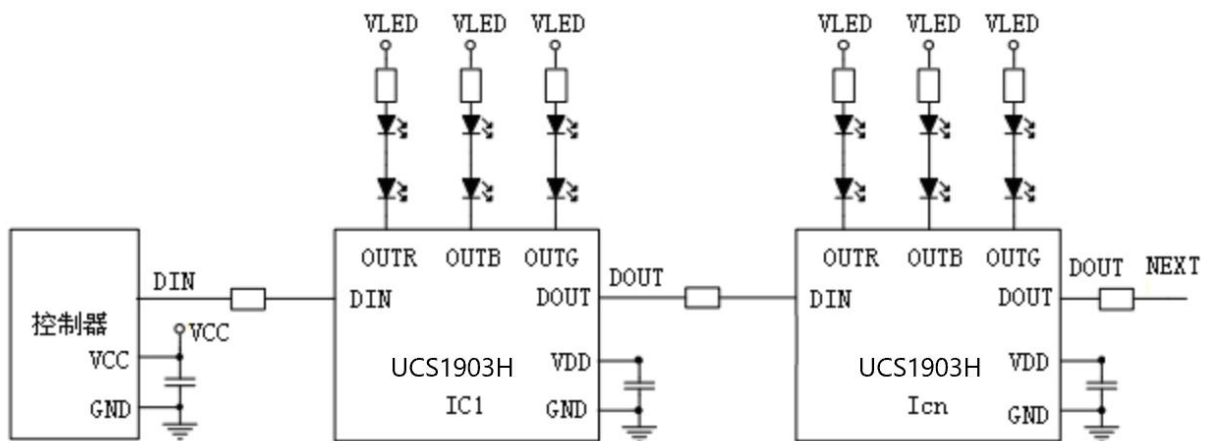 VLED VLED VLED VLED VLED VLED
OUTR OUTB OUTG OUTR OUTB OUTG
DIN DIN DOUT DOUT DIN DOUT DOUT NEXT
控制器
VCC
VCC VDD VDD
UCS1903H UCS1903H
GND IC1 GND Icn GND